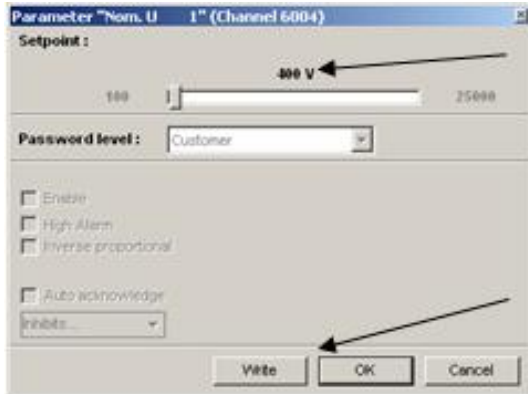 Parameter "Nom. U 1" (Channel 6004)
Setpoint :
400 V
100 25000
Password level : Customer
Enable
High Alarm
Inverse proportional
Auto acknowledge
Inhibits...
Write OK Cancel